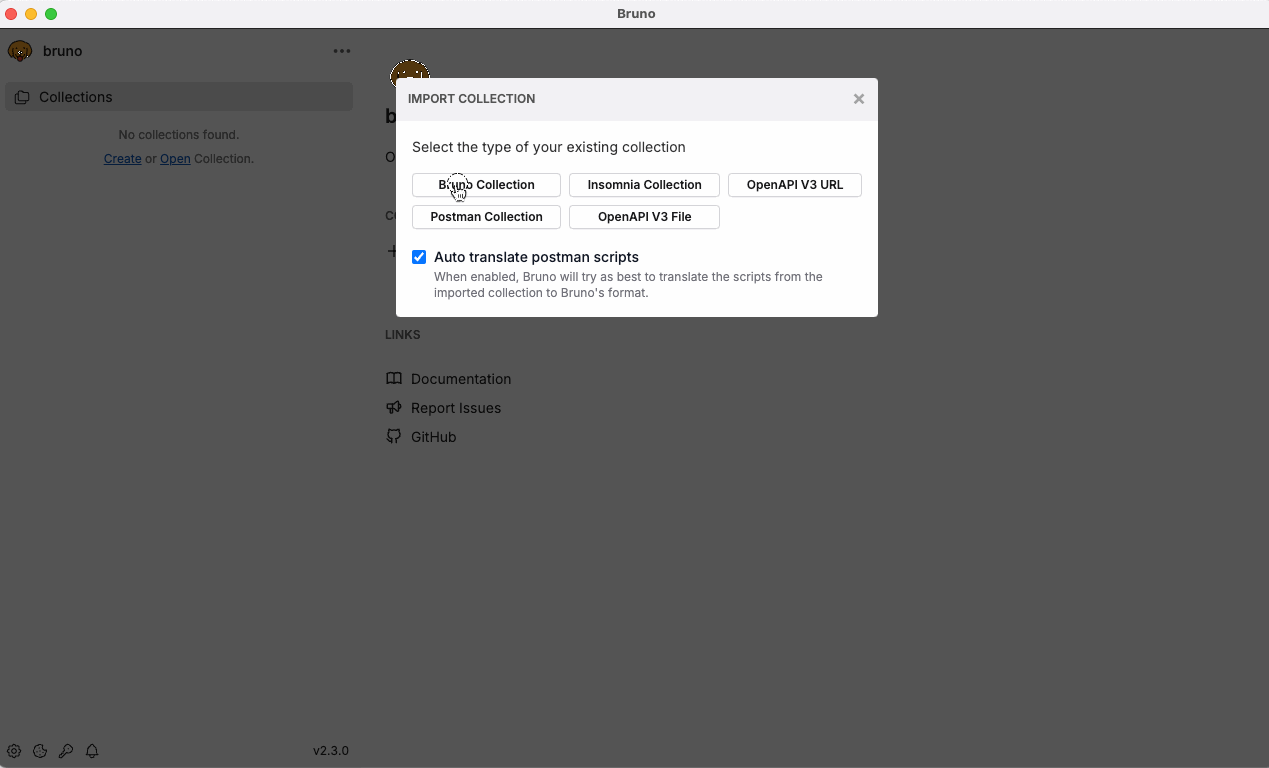 Bruno
bruno
Collections
No collections found.
Create or Open Collection.
IMPORT COLLECTION
Select the type of your existing collection
Bruno Collection
Insomnia Collection
OpenAPI V3 URL
Postman Collection
OpenAPI V3 File
Auto translate postman scripts
When enabled, Bruno will try as best to translate the scripts from the
imported collection to Bruno's format.
LINKS
Documentation
Report Issues
GitHub
v2.3.0